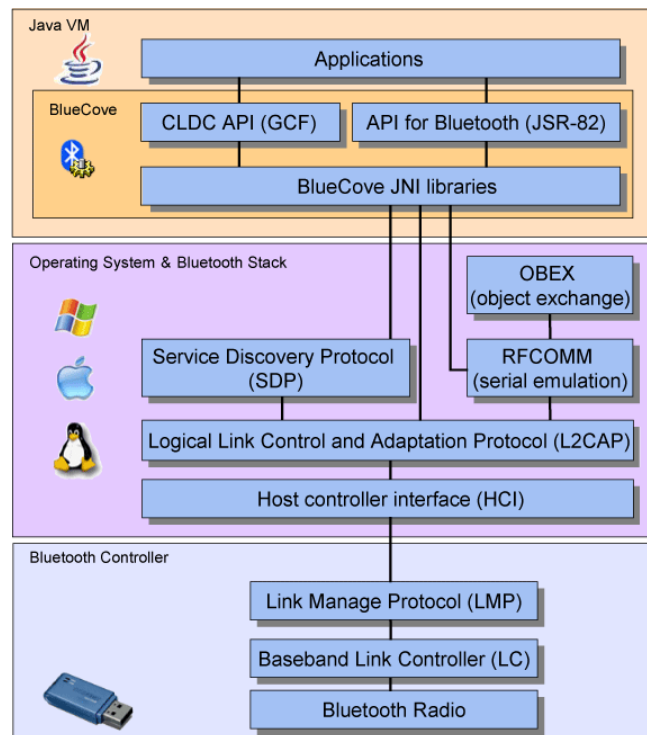 Java VM
Applications
BlueCove
CLDC API (GCF)
API for Bluetooth (JSR-82)
BlueCove JNI libraries
Operating System & Bluetooth Stack
OBEX
(object exchange)
Service Discovery Protocol
(SDP)
RFCOMM
(serial emulation)
Logical Link Control and Adaptation Protocol (L2CAP)
Host controller interface (HCI)
Bluetooth Controller
Link Manage Protocol (LMP)
Baseband Link Controller (LC)
Bluetooth Radio